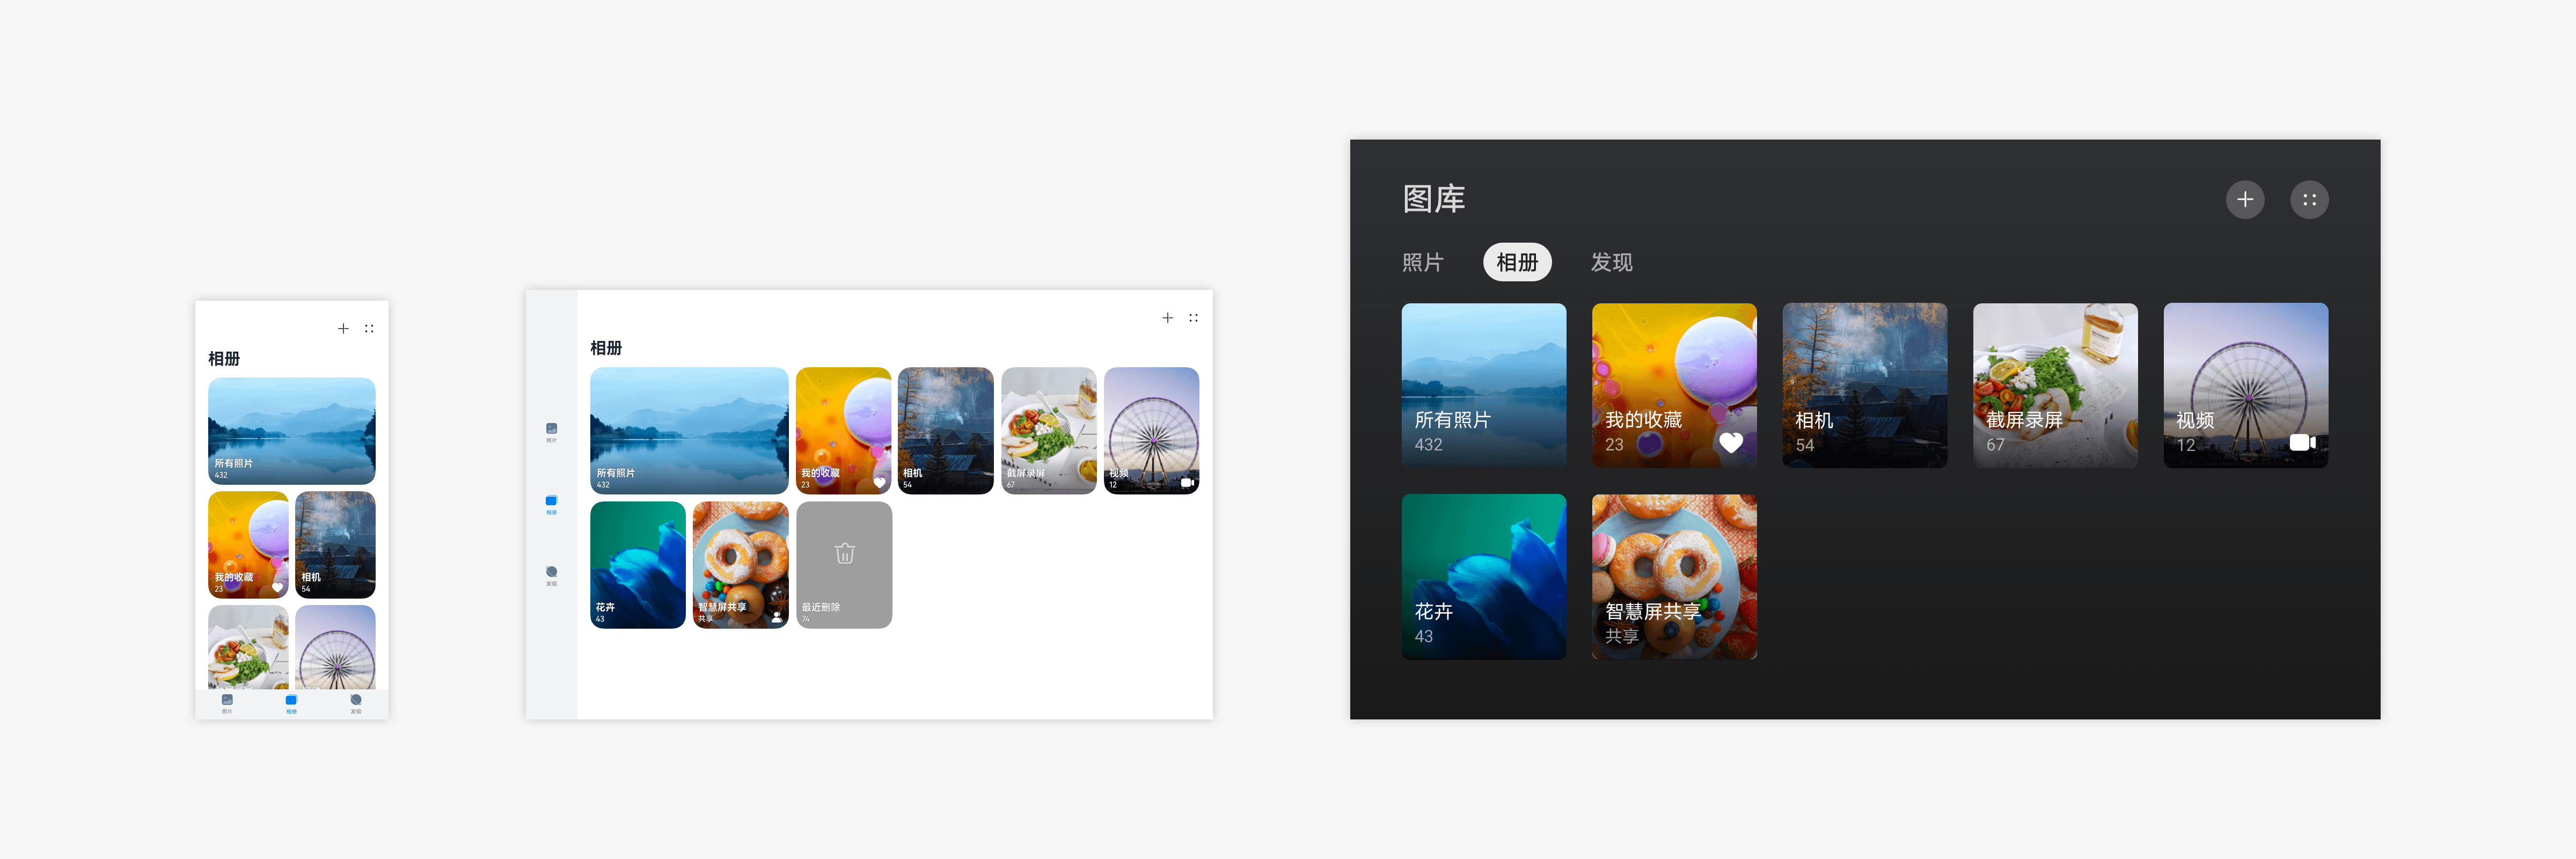 相册
所有照片
432
我的收藏
23
相机
54
照片
相册
发现
照片
相册
发现
相册
所有照片
432
我的收藏
23
相机
54
截屏录屏
67
视频
12
花卉
43
智慧屏共享
共享
最近删除
74
图库
照片
相册
发现
所有照片
432
我的收藏
23
相机
54
截屏录屏
67
视频
12
花卉
43
智慧屏共享
共享